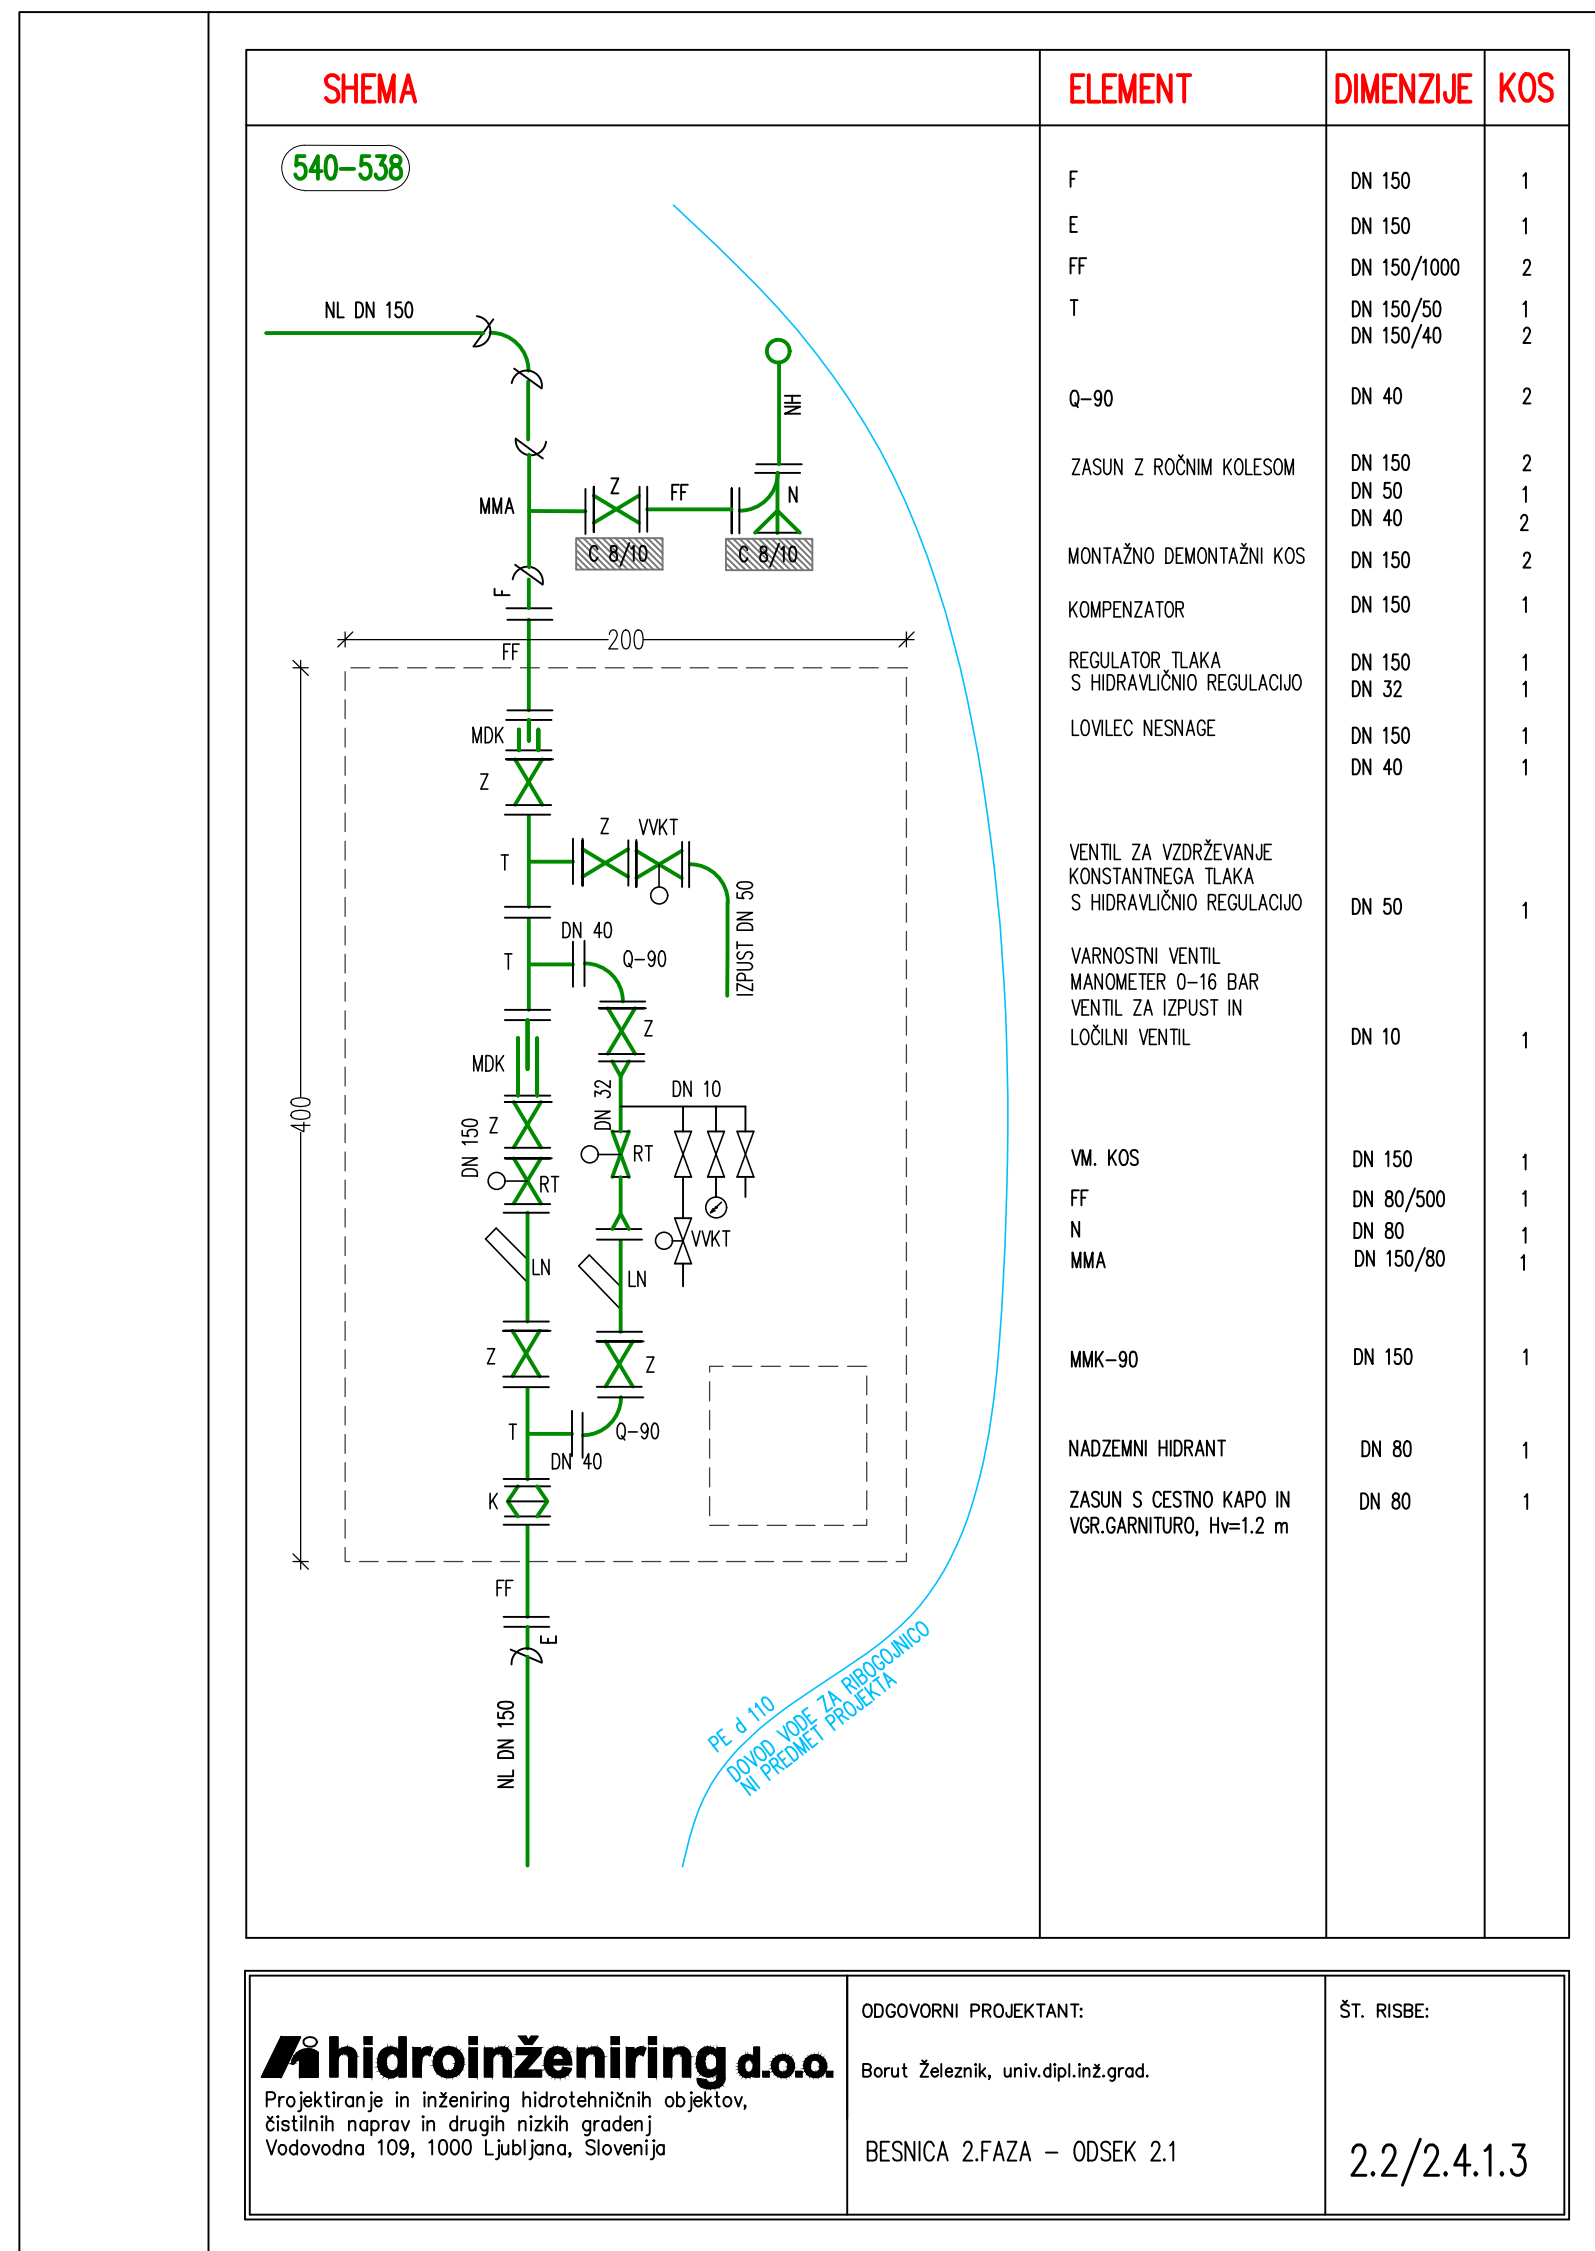 SHEMA
ELEMENT DIMENZIJE KOS
540-538
NL DN 150
NH
MMA
Z
FF
N
C 8/10
C 8/10
F
200
FF
400
MDK
Z
T
Z
VVKT
IZPUST DN 50
DN 40
T
Q-90
Z
MDK
DN 32
DN 10
DN 150
Z
RT
RT
VVKT
LN
LN
Z
Z
T
Q-90
DN 40
K
FF
E
NL DN 150
PE d 110
DOVOD VODE ZA RIBOGOJNICO
NI PREDMET PROJEKTA
F DN 150 1
E DN 150 1
FF DN 150/1000 2
T DN 150/50 1
DN 150/40 2
Q-90 DN 40 2
ZASUN Z ROČNIM KOLESOM DN 150 2
DN 50 1
DN 40 2
MONTAŽNO DEMONTAŽNI KOS DN 150 2
KOMPENZATOR DN 150 1
REGULATOR TLAKA DN 150 1
S HIDRAVLIČNIO REGULACIJO DN 32 1
LOVILEC NESNAGE DN 150 1
DN 40 1
VENTIL ZA VZDRŽEVANJE
KONSTANTNEGA TLAKA
S HIDRAVLIČNIO REGULACIJO DN 50 1
VARNOSTNI VENTIL
MANOMETER 0-16 BAR
VENTIL ZA IZPUST IN
LOČILNI VENTIL DN 10 1
VM. KOS DN 150 1
FF DN 80/500 1
N DN 80 1
MMA DN 150/80 1
MMK-90 DN 150 1
NADZEMNI HIDRANT DN 80 1
ZASUN S CESTNO KAPO IN DN 80 1
VGR.GARNITURO, Hv=1.2 m
hidroinženiring d.o.o.
Projektiranje in inženiring hidrotehničnih objektov,
čistilnih naprav in drugih nizkih gradenj
Vodovodna 109, 1000 Ljubljana, Slovenija
ODGOVORNI PROJEKTANT:
Borut Železnik, univ.dipl.inž.grad.
BESNICA 2.FAZA - ODSEK 2.1
ŠT. RISBE:
2.2/2.4.1.3